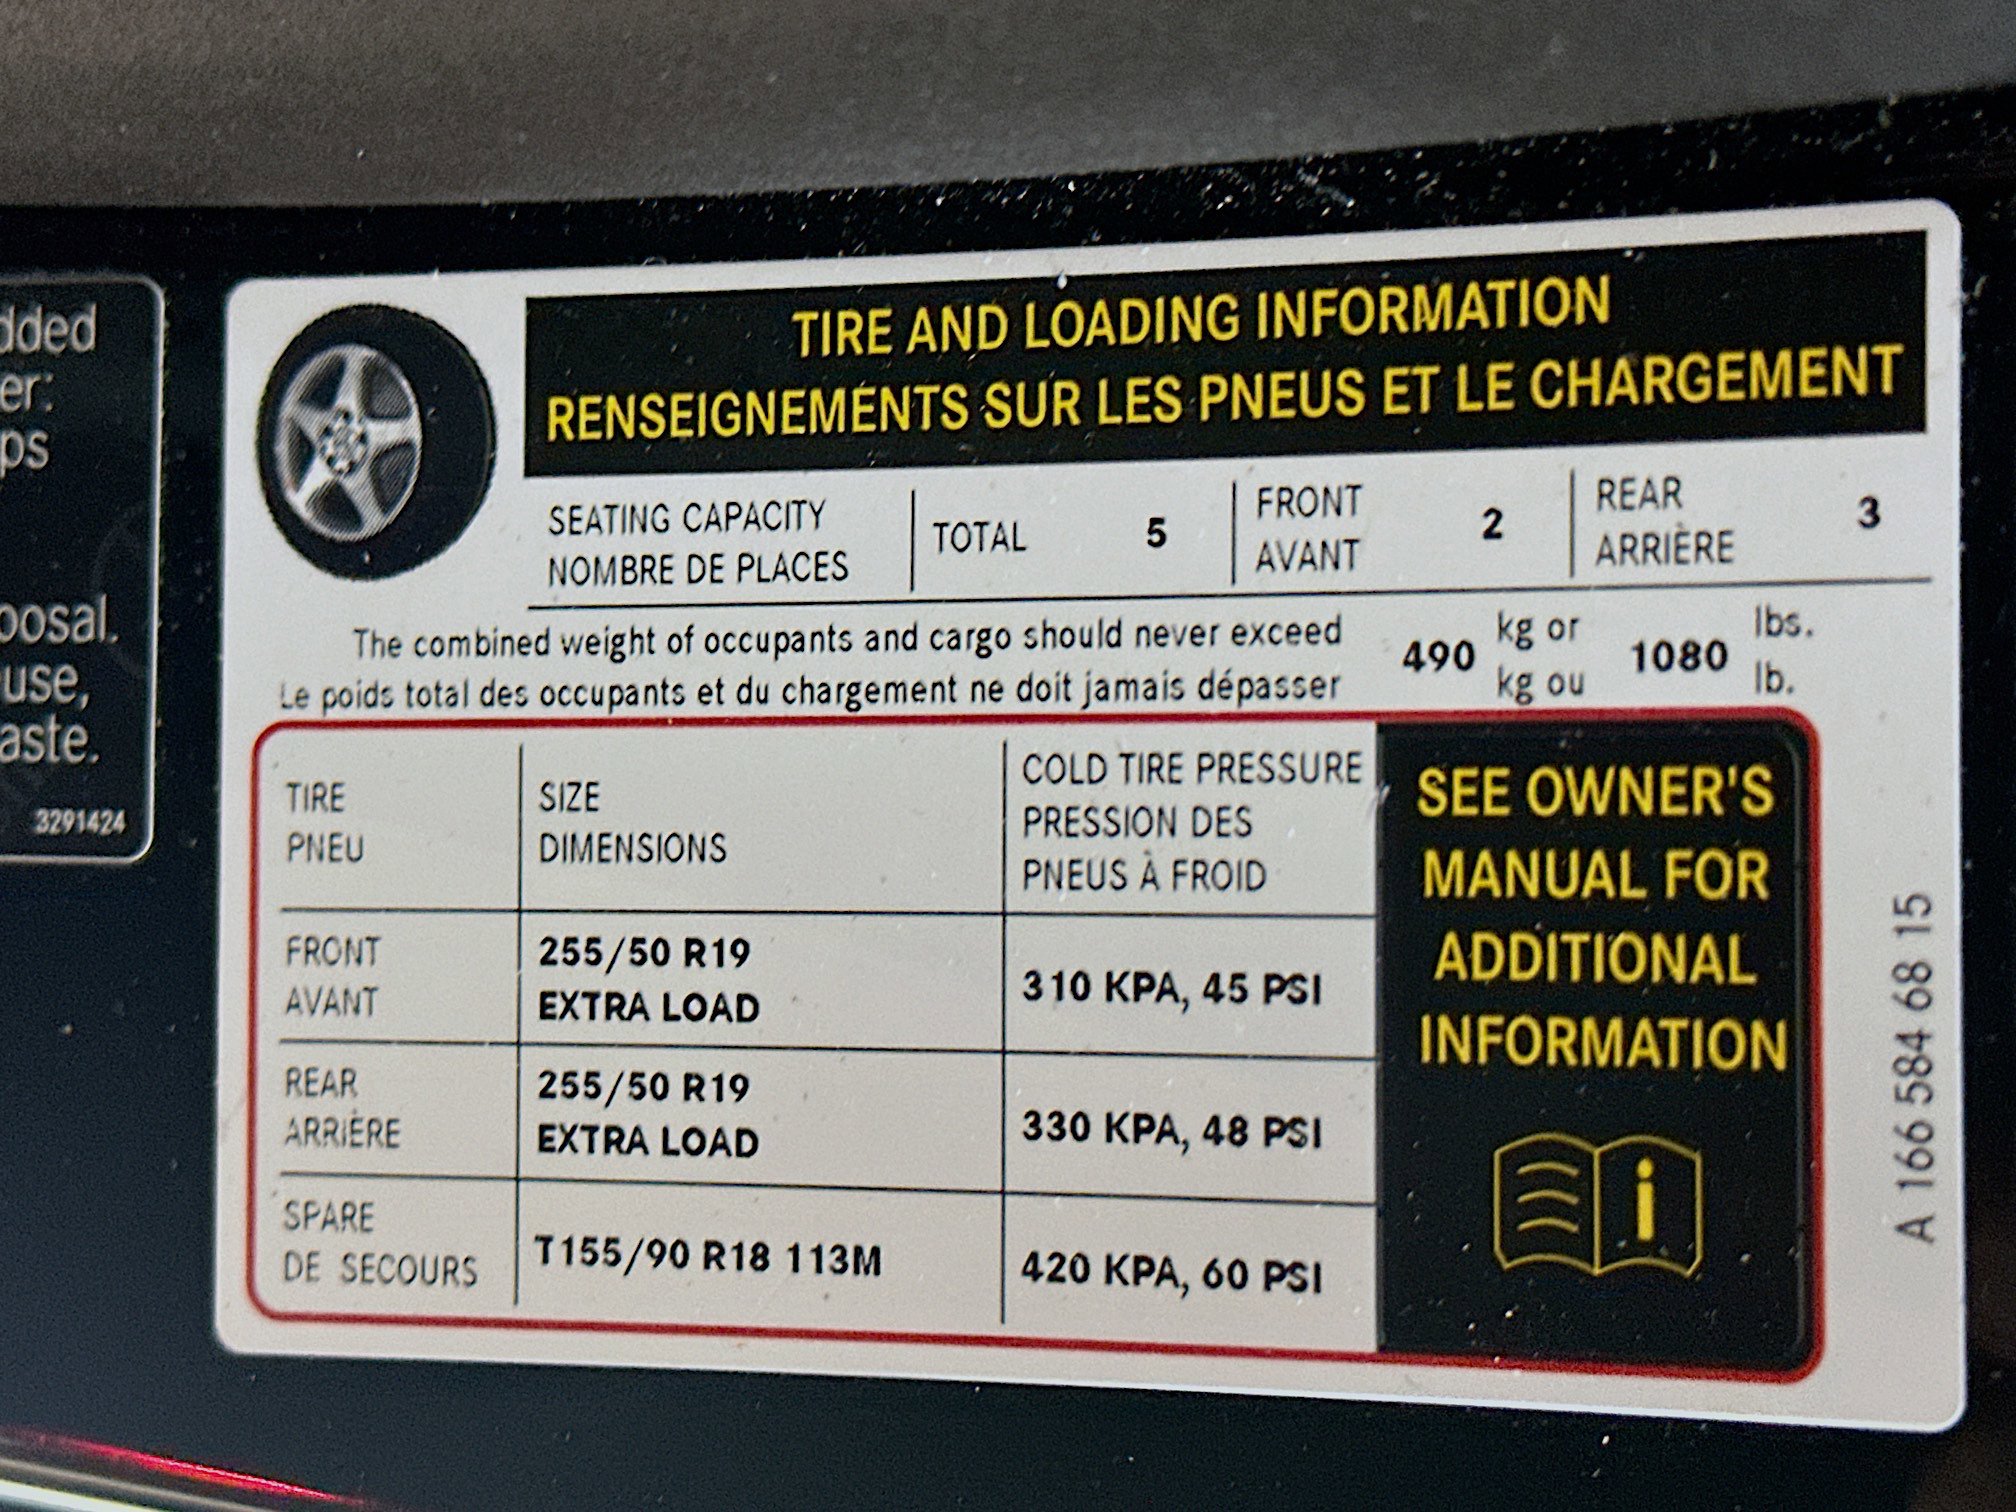 dded
er:
ps
posal.
use,
aste.
3291424
TIRE AND LOADING INFORMATION
RENSEIGNEMENTS SUR LES PNEUS ET LE CHARGEMENT
SEATING CAPACITY
NOMBRE DE PLACES
TOTAL 5
FRONT
AVANT
2
REAR
ARRIÈRE
3
The combined weight of occupants and cargo should never exceed
Le poids total des occupants et du chargement ne doit jamais dépasser
490
kg or
kg ou
1080
lbs.
lb.
TIRE
PNEU
SIZE
DIMENSIONS
COLD TIRE PRESSURE
PRESSION DES
PNEUS À FROID
FRONT
AVANT
255/50 R19
EXTRA LOAD
310 KPA, 45 PSI
REAR
ARRIÈRE
255/50 R19
EXTRA LOAD
330 KPA, 48 PSI
SPARE
DE SECOURS
T155/90 R18 113M
420 KPA, 60 PSI
SEE OWNER'S
MANUAL FOR
ADDITIONAL
INFORMATION
i
A 166 584 68 15